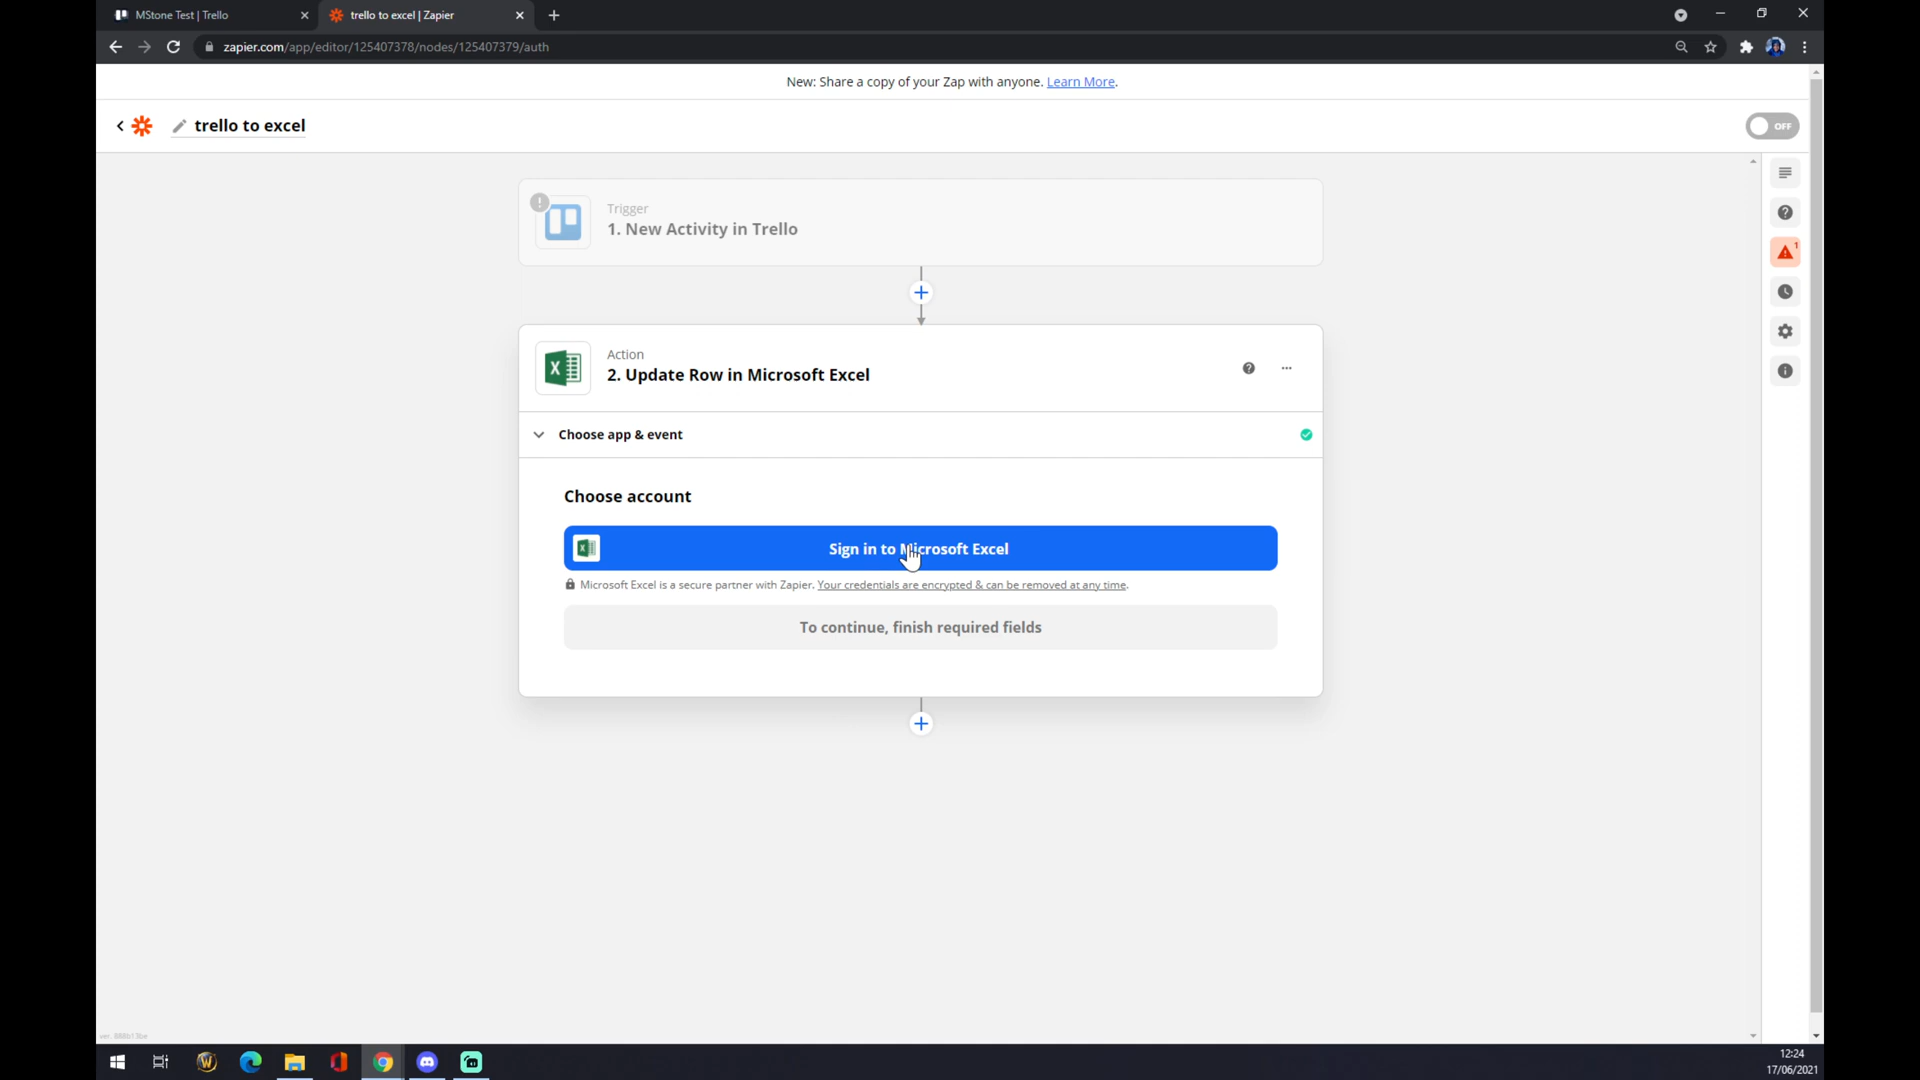 MStone Test | Trello
trello to excel | Zapier
zapier.com/app/editor/125407378/nodes/125407379/auth
New: Share a copy of your Zap with anyone. Learn More.
trello to excel
OFF
Trigger
1. New Activity in Trello
1
Action
2. Update Row in Microsoft Excel
Choose app & event
Choose account
Sign in to Microsoft Excel
Microsoft Excel is a secure partner with Zapier. Your credentials are encrypted & can be removed at any time.
To continue, finish required fields
12:24
17/06/2021